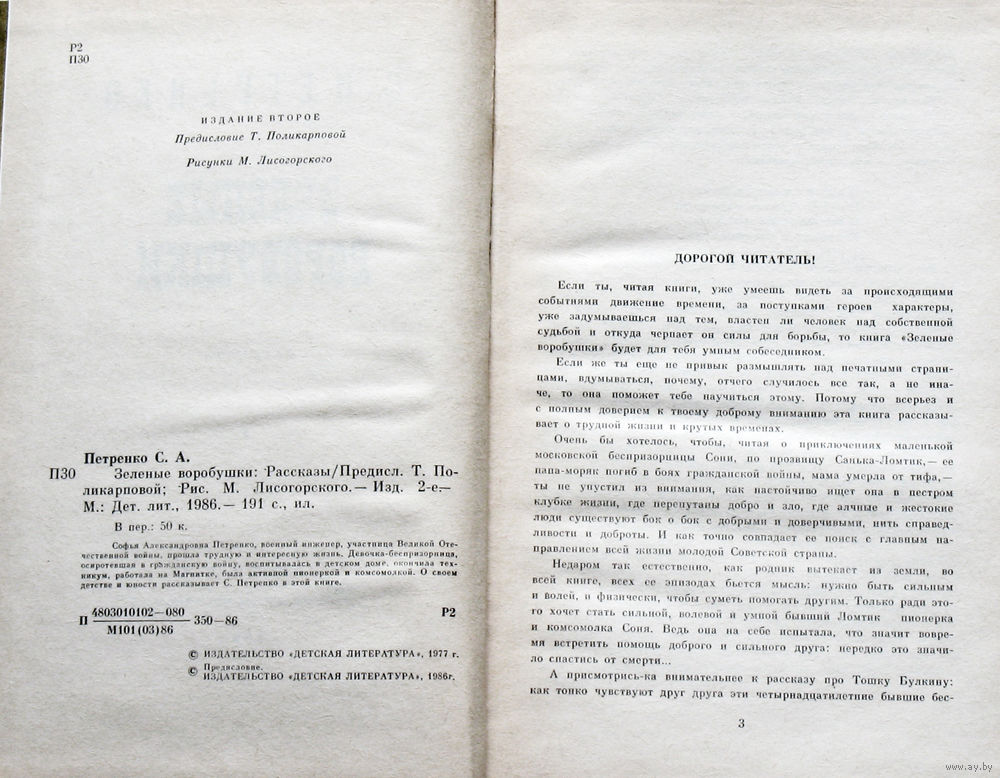 Р2
П30
ИЗДАНИЕ ВТОРОЕ
Предисловие Т. Поликарповой
Рисунки М. Лисогорского
Петренко С. А.
П30 Зеленые воробушки: Рассказы/Предисл. Т. По-
ликарповой; Рис. М. Лисогорского.— Изд. 2-е.—
М.: Дет. лит., 1986.— 191 с., ил.
В пер.: 50 к.
Софья Александровна Петренко, военный инженер, участница Великой Оте-
чественной войны, прошла трудную и интересную жизнь. Девочка-беспризорница,
осиротевшая в гражданскую войну, воспитывалась в детском доме, окончила тех-
никум, работала на Магнитке, была активной пионеркой и комсомолкой. О своем
детстве и юности рассказывает С. Петренко в этой книге.
П 4803010102—080 350—86 Р2
М101(03)86
© ИЗДАТЕЛЬСТВО «ДЕТСКАЯ ЛИТЕРАТУРА», 1977 г.
© Предисловие.
ИЗДАТЕЛЬСТВО «ДЕТСКАЯ ЛИТЕРАТУРА», 1986г.
ДОРОГОЙ ЧИТАТЕЛЬ!
Если ты, читая книги, уже умеешь видеть за происходящими
событиями движение времени, за поступками героев характеры,
уже задумываешься над тем, властен ли человек над собственной
судьбой и откуда черпает он силы для борьбы, то книга «Зеленые
воробушки» будет для тебя умным собеседником.
Если же ты еще не привык размышлять над печатными страни-
цами, вдумываться, почему, отчего случилось все так, а не ина-
че, то она поможет тебе научиться этому. Потому что всерьез и
с полным доверием к твоему доброму вниманию эта книга рассказы-
вает о трудной жизни и крутых временах.
Очень бы хотелось, чтобы, читая о приключениях маленькой
московской беспризорницы Сони, по прозвищу Санька-Ломтик,— ее
папа-моряк погиб в боях гражданской войны, мама умерла от тифа,—
ты не упустил из внимания, как настойчиво ищет она в пестром
клубке жизни, где перепутаны добро и зло, где алчные и жестокие
люди существуют бок о бок с добрыми и доверчивыми, нить справед-
ливости и доброты. И как точно совпадает ее поиск с главным на-
правлением всей жизни молодой Советской страны.
Недаром так естественно, как родник вытекает из земли, во
всей книге, всех ее эпизодах бьется мысль: нужно быть сильным
и волей, и физически, чтобы суметь помогать другим. Только ради это-
го хочет стать сильной, волевой и умной бывший Ломтик пионерка
и комсомолка Соня. Ведь она на себе испытала, что значит вовре-
мя встретить помощь доброго и сильного друга: нередко это значи-
ло спастись от смерти...
А присмотрись-ка внимательнее к рассказу про Тошку Булкину:
как тонко чувствуют друг друга эти четырнадцатилетние бывшие бес-
3
www.ay.by